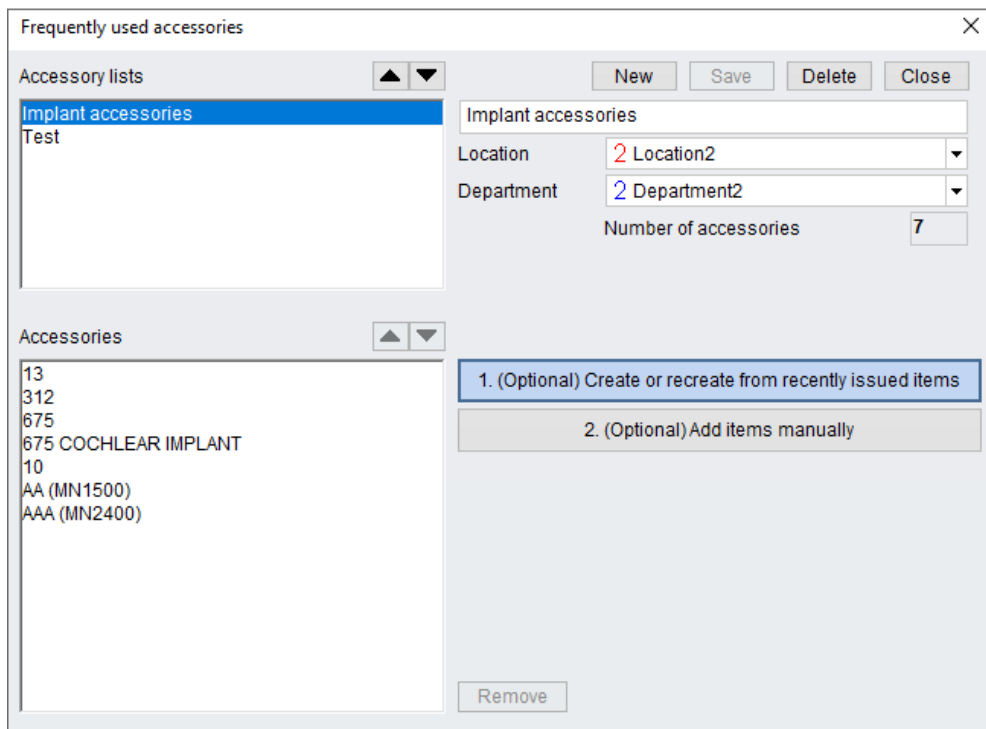 Frequently used accessories
Accessory lists
New Save Delete Close
Implant accessories
Test
Implant accessories
Location 2 Location2
Department 2 Department2
Number of accessories 7
Accessories
13
312
675
675 COCHLEAR IMPLANT
10
AA (MN1500)
AAA (MN2400)
1. (Optional) Create or recreate from recently issued items
2. (Optional) Add items manually
Remove